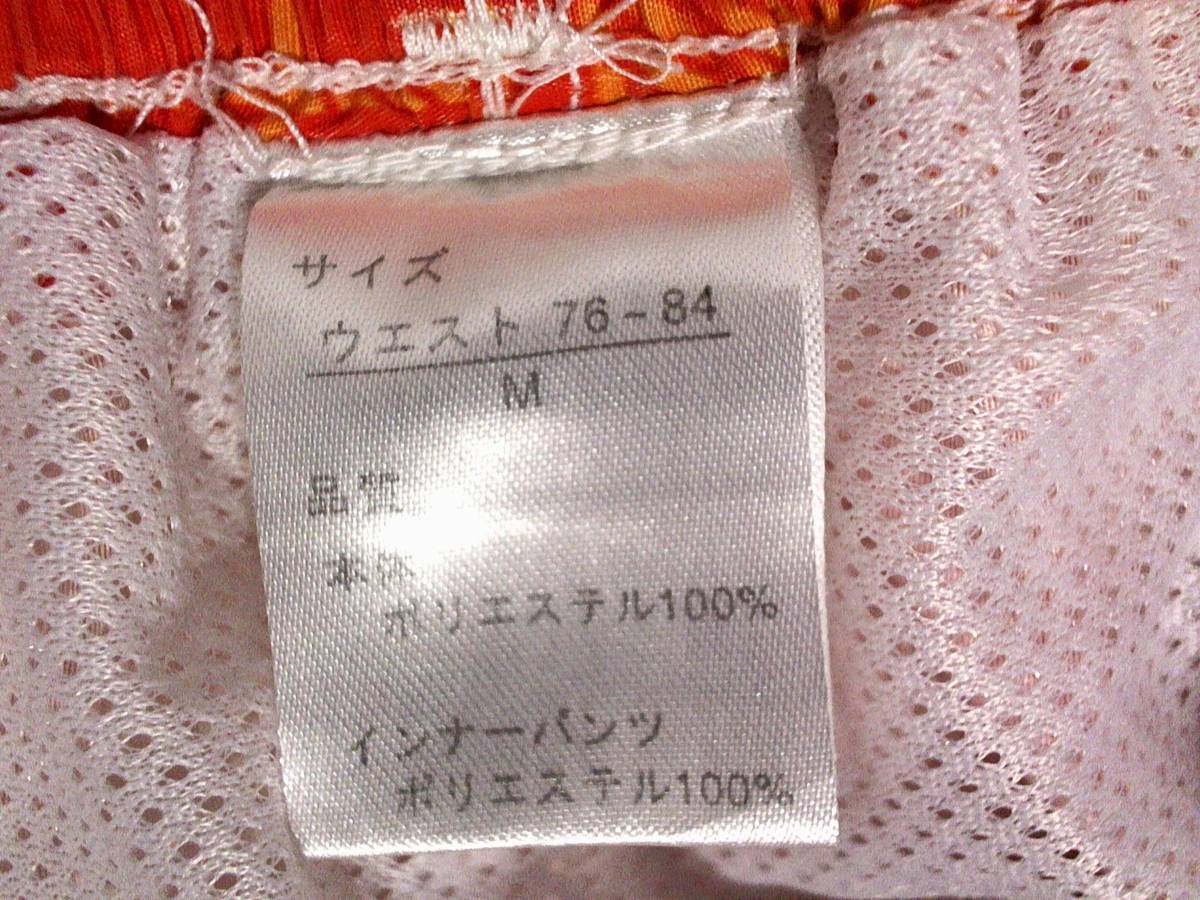 サイズ
ウエスト 76~84
M
品質
本体
ポリエステル100%
インナーパンツ
ポリエステル100%